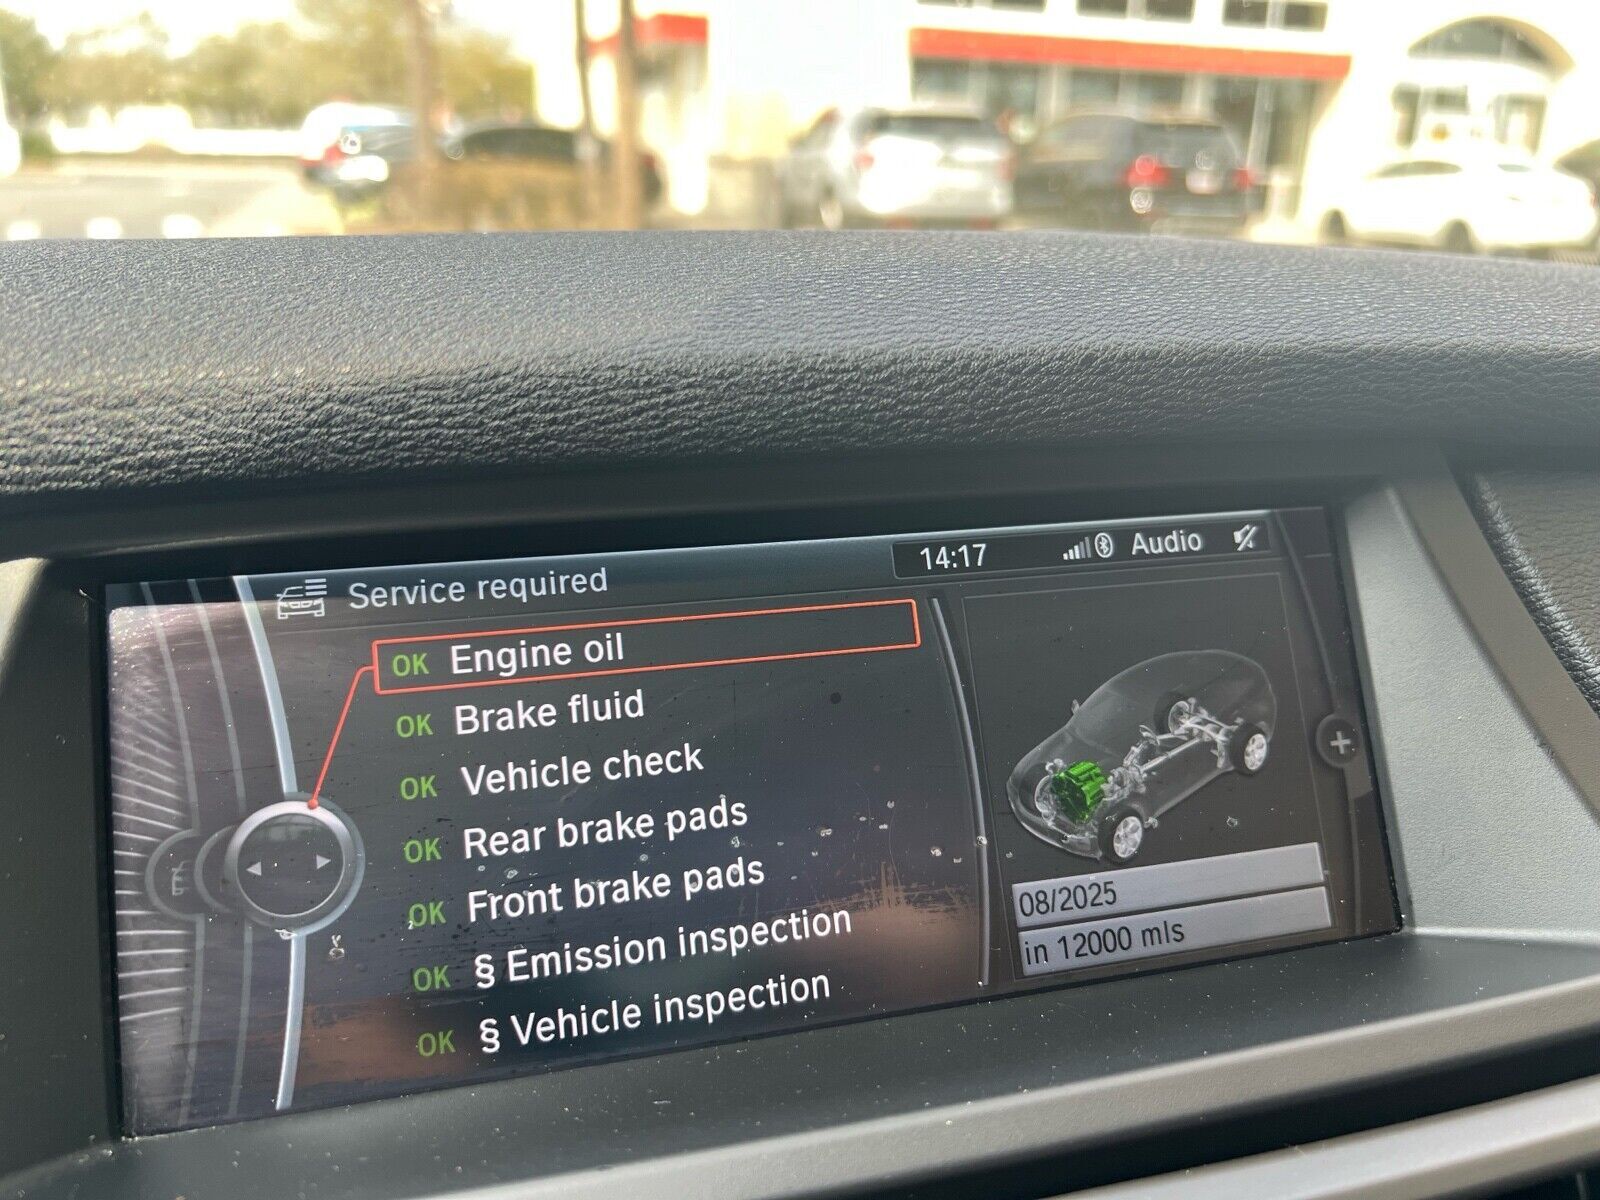 Service required
14:17
Audio
OK Engine oil
OK Brake fluid
OK Vehicle check
OK Rear brake pads
OK Front brake pads
OK § Emission inspection
OK § Vehicle inspection
08/2025
in 12000 mls